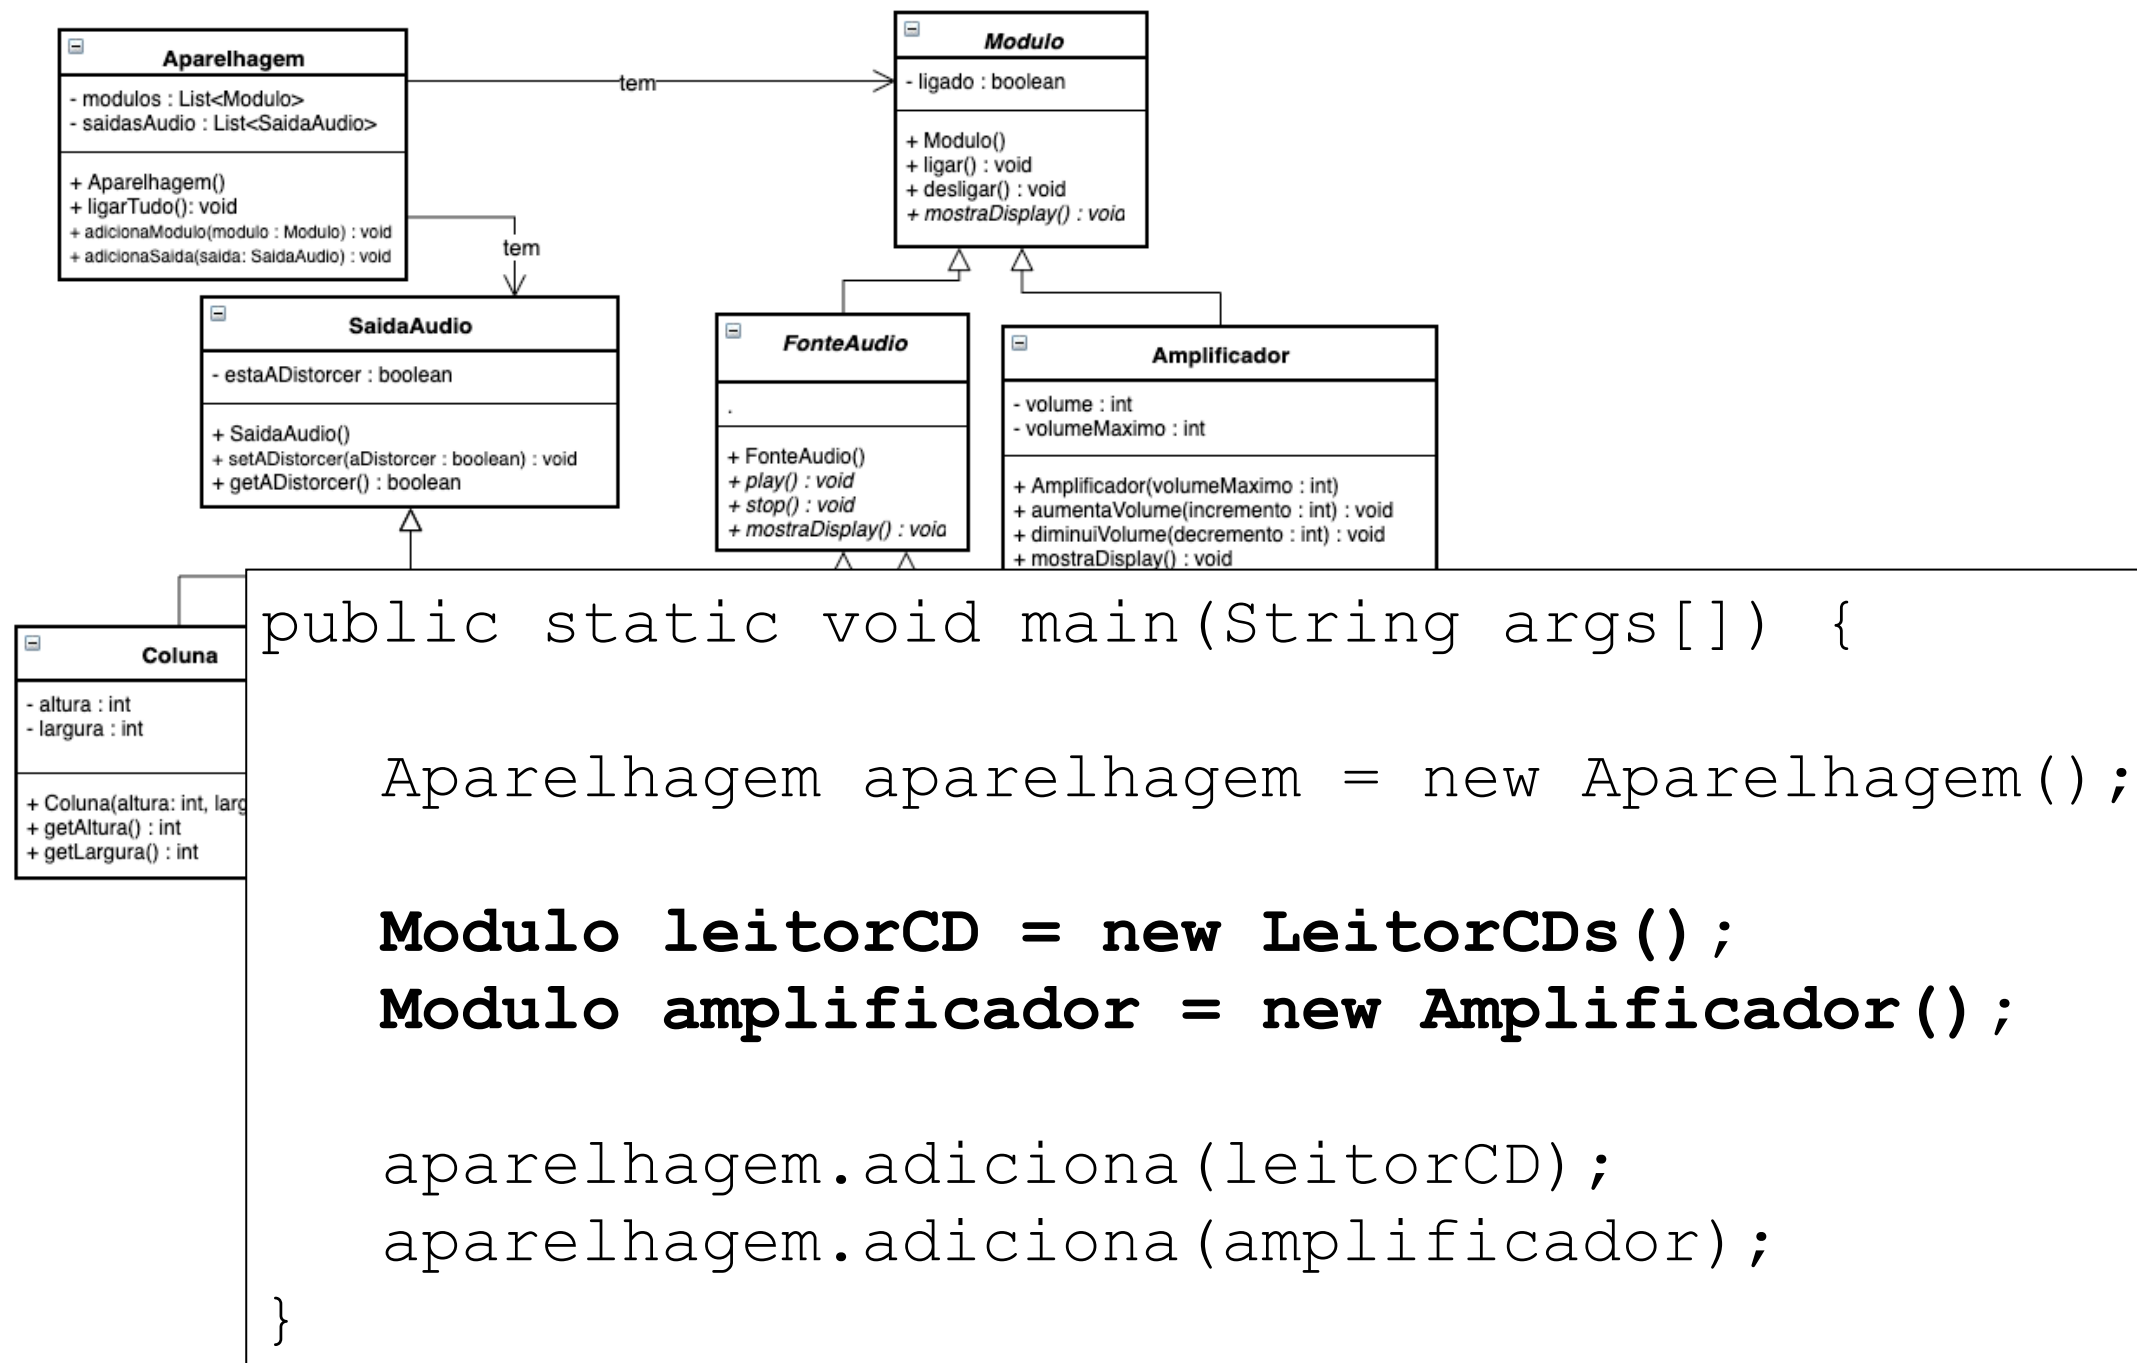 Aparelhagem
- modulos : List<Modulo>
- saidasAudio : List<SaidaAudio>
+ Aparelhagem()
+ ligarTudo(): void
+ adicionaModulo(modulo : Modulo) : void
+ adicionaSaida(saida: SaidaAudio) : void
tem
Modulo
- ligado : boolean
+ Modulo()
+ ligar() : void
+ desligar() : void
+ mostraDisplay() : void
tem
SaidaAudio
- estaADistorcer : boolean
+ SaidaAudio()
+ setADistorcer(aDistorcer : boolean) : void
+ getADistorcer() : boolean
FonteAudio
.
+ FonteAudio()
+ play() : void
+ stop() : void
+ mostraDisplay() : void
Amplificador
- volume : int
- volumeMaximo : int
+ Amplificador(volumeMaximo : int)
+ aumentaVolume(incremento : int) : void
+ diminuiVolume(decremento : int) : void
+ mostraDisplay() : void
Coluna
- altura : int
- largura : int
+ Coluna(altura: int, larg
+ getAltura() : int
+ getLargura() : int
public static void main(String args[]) {
Aparelhagem aparelhagem = new Aparelhagem();
Modulo leitorCD = new LeitorCDs();
Modulo amplificador = new Amplificador();
aparelhagem.adiciona(leitorCD);
aparelhagem.adiciona(amplificador);
}